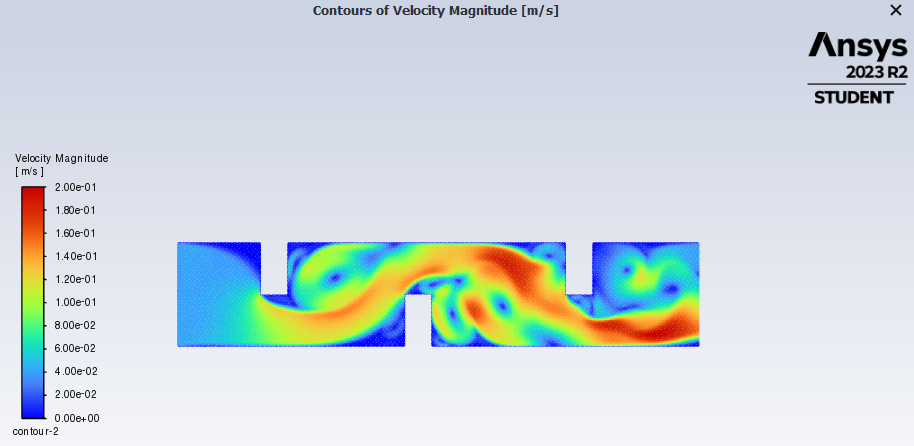 Contours of Velocity Magnitude [m/s]
Ansys
2023 R2
STUDENT
Velocity Magnitude
[ m/s ]
2.00e-01
1.80e-01
1.60e-01
1.40e-01
1.20e-01
1.00e-01
8.00e-02
6.00e-02
4.00e-02
2.00e-02
0.00e+00
contour-2